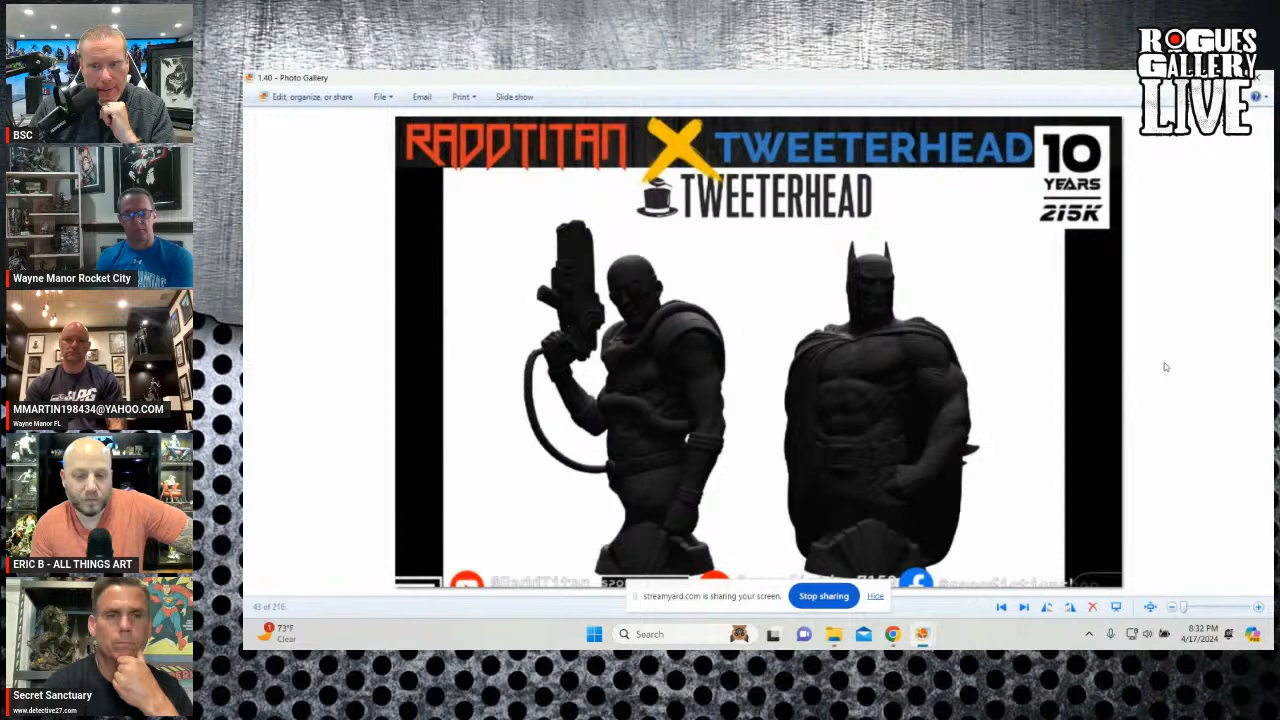 BSC
Wayne Manor Rocket City
MMARTIN198434@YAHOO.COM
Wayne Manor FL
ERIC B - ALL THINGS ART
Secret Sanctuary
www.detective27.com
ROGUES
GALLERY
LIVE
1.40 - Photo Gallery
Edit, organize, or share
File
Email
Print
Slide show
RADDTITAN X TWEETERHEAD
TWEETERHEAD
10
YEARS
215K
@RaddTitan
streamyard.com is sharing your screen.
Stop sharing
Hide
43 of 216
1
73°F
Clear
Search
8:32 PM
4/17/2024